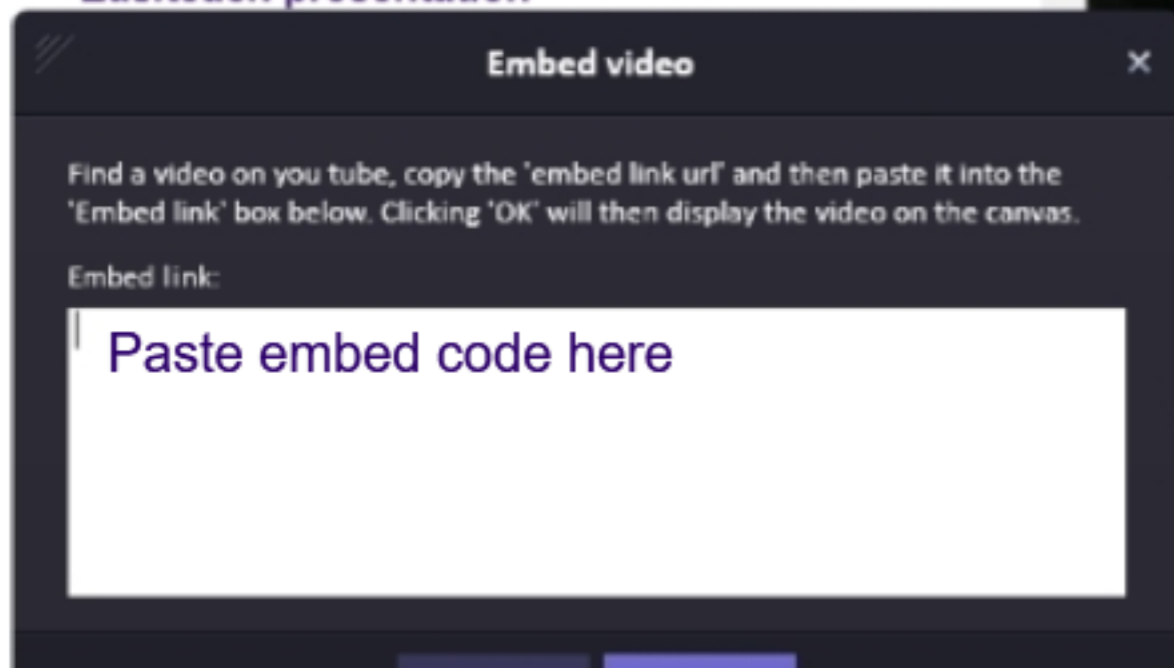 presentation
Embed video
Find a video on you tube, copy the 'embed link url' and then paste it into the
'Embed link' box below. Clicking 'OK' will then display the video on the canvas.
Embed link:
Paste embed code here